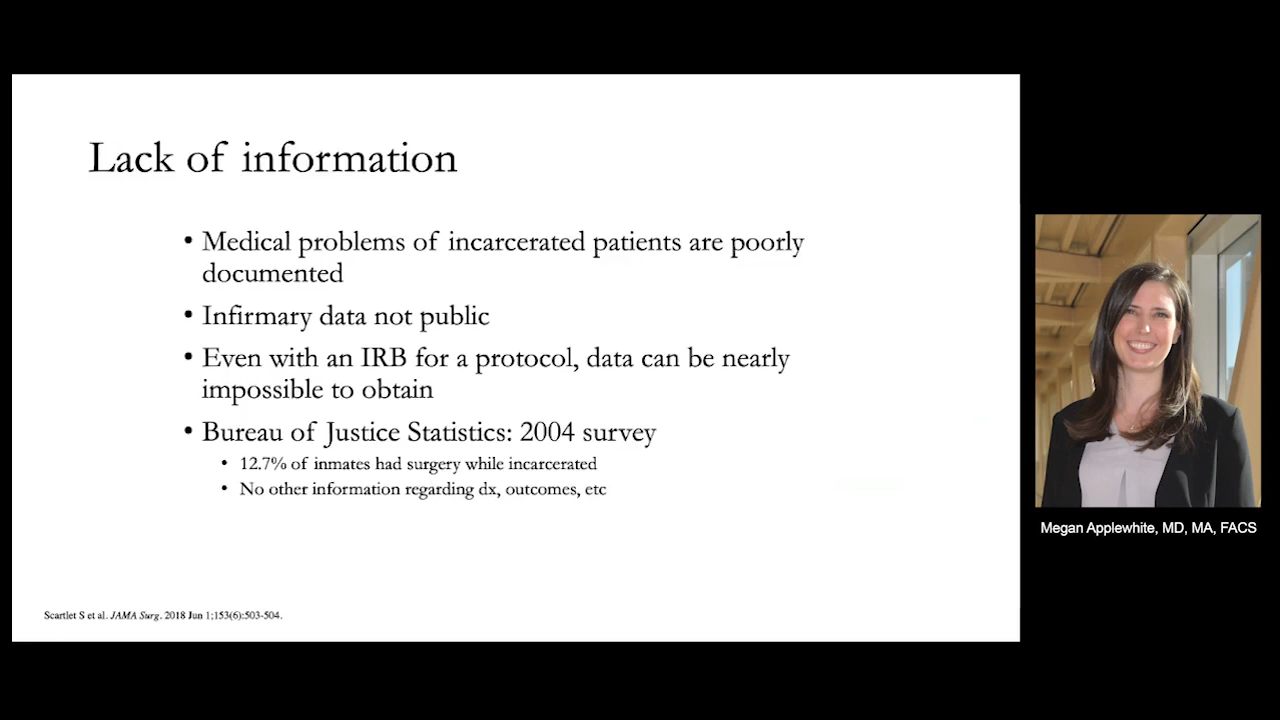 Lack of information
• Medical problems of incarcerated patients are poorly
documented
• Infirmary data not public
• Even with an IRB for a protocol, data can be nearly
impossible to obtain
• Bureau of Justice Statistics: 2004 survey
• 12.7% of inmates had surgery while incarcerated
• No other information regarding dx, outcomes, etc
Scartlet S et al. JAMA Surg. 2018 Jun 1;153(6):503-504.
Megan Applewhite, MD, MA, FACS